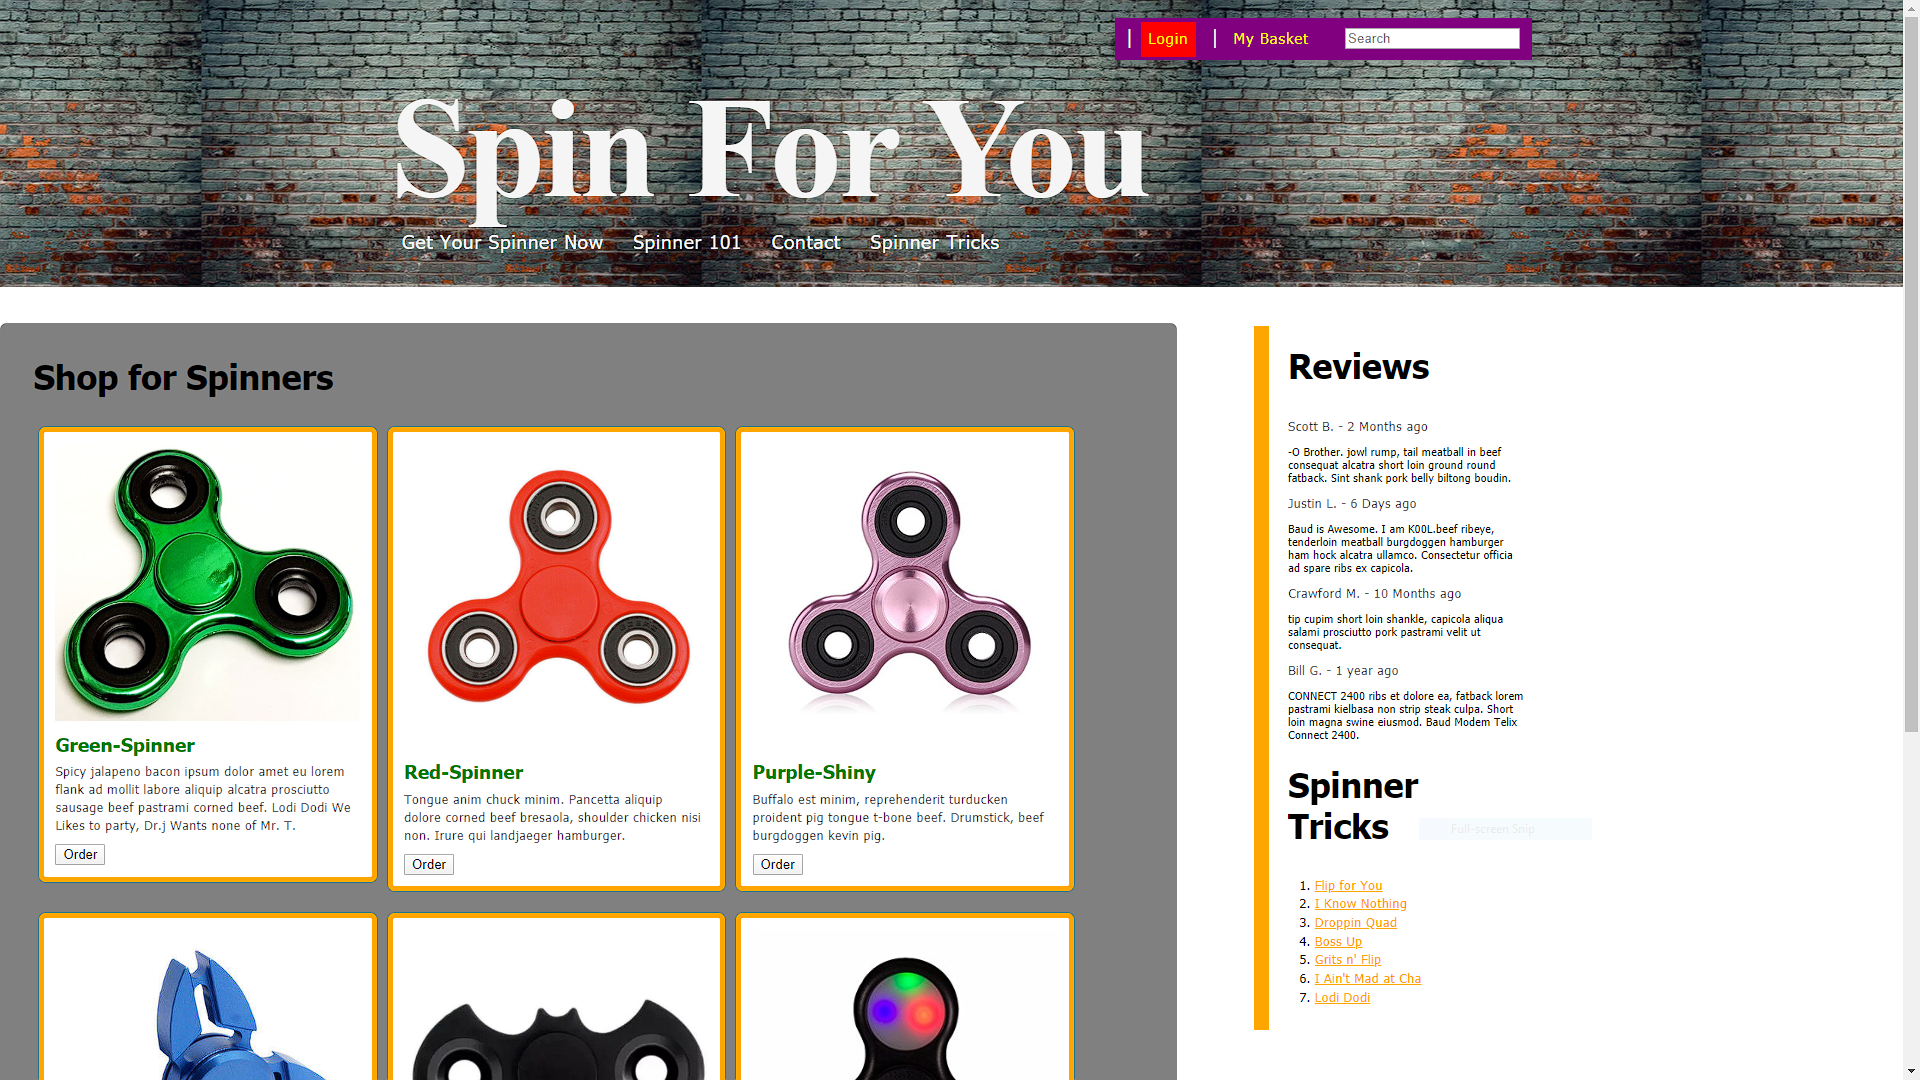 | Login | My Basket Search
Spin For You
Get Your Spinner Now Spinner 101 Contact Spinner Tricks
Shop for Spinners
Green-Spinner
Spicy jalapeno bacon ipsum dolor amet eu lorem
flank ad mollit labore aliquip alcatra prosciutto
sausage beef pastrami corned beef. Lodi Dodi We
Likes to party, Dr.j Wants none of Mr. T.
Order
Red-Spinner
Tongue anim chuck minim. Pancetta aliquip
dolore corned beef bresaola, shoulder chicken nisi
non. Irure qui landjaeger hamburger.
Order
Purple-Shiny
Buffalo est minim, reprehenderit turducken
proident pig tongue t-bone beef. Drumstick, beef
burgdoggen kevin pig.
Order
Reviews
Scott B. - 2 Months ago
-O Brother. jowl rump, tail meatball in beef
consequat alcatra short loin ground round
fatback. Sint shank pork belly biltong boudin.
Justin L. - 6 Days ago
Baud is Awesome. I am K00L.beef ribeye,
tenderloin meatball burgdoggen hamburger
ham hock alcatra ullamco. Consectetur officia
ad spare ribs ex capicola.
Crawford M. - 10 Months ago
tip cupim short loin shankle, capicola aliqua
salami prosciutto pork pastrami velit ut
consequat.
Bill G. - 1 year ago
CONNECT 2400 ribs et dolore ea, fatback lorem
pastrami kielbasa non strip steak culpa. Short
loin magna swine eiusmod. Baud Modem Telix
Connect 2400.
Spinner
Tricks
Full-screen Snip
1. Flip for You
2. I Know Nothing
3. Droppin Quad
4. Boss Up
5. Grits n' Flip
6. I Ain't Mad at Cha
7. Lodi Dodi